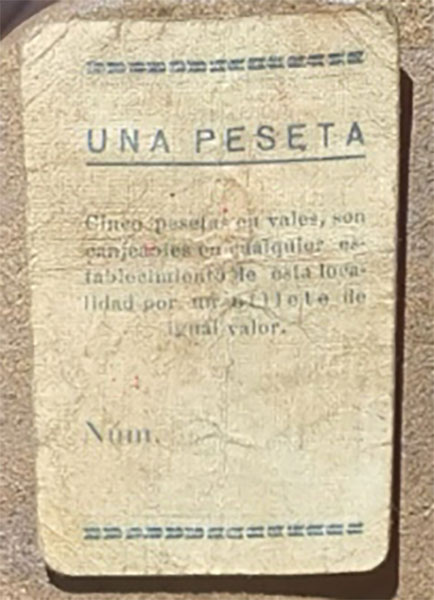 UNA PESETA
Cinco pesetas en vales, son
canjeables en cualquier es-
tablecimiento de esta loca-
lidad por un billete de
igual valor.
Núm.